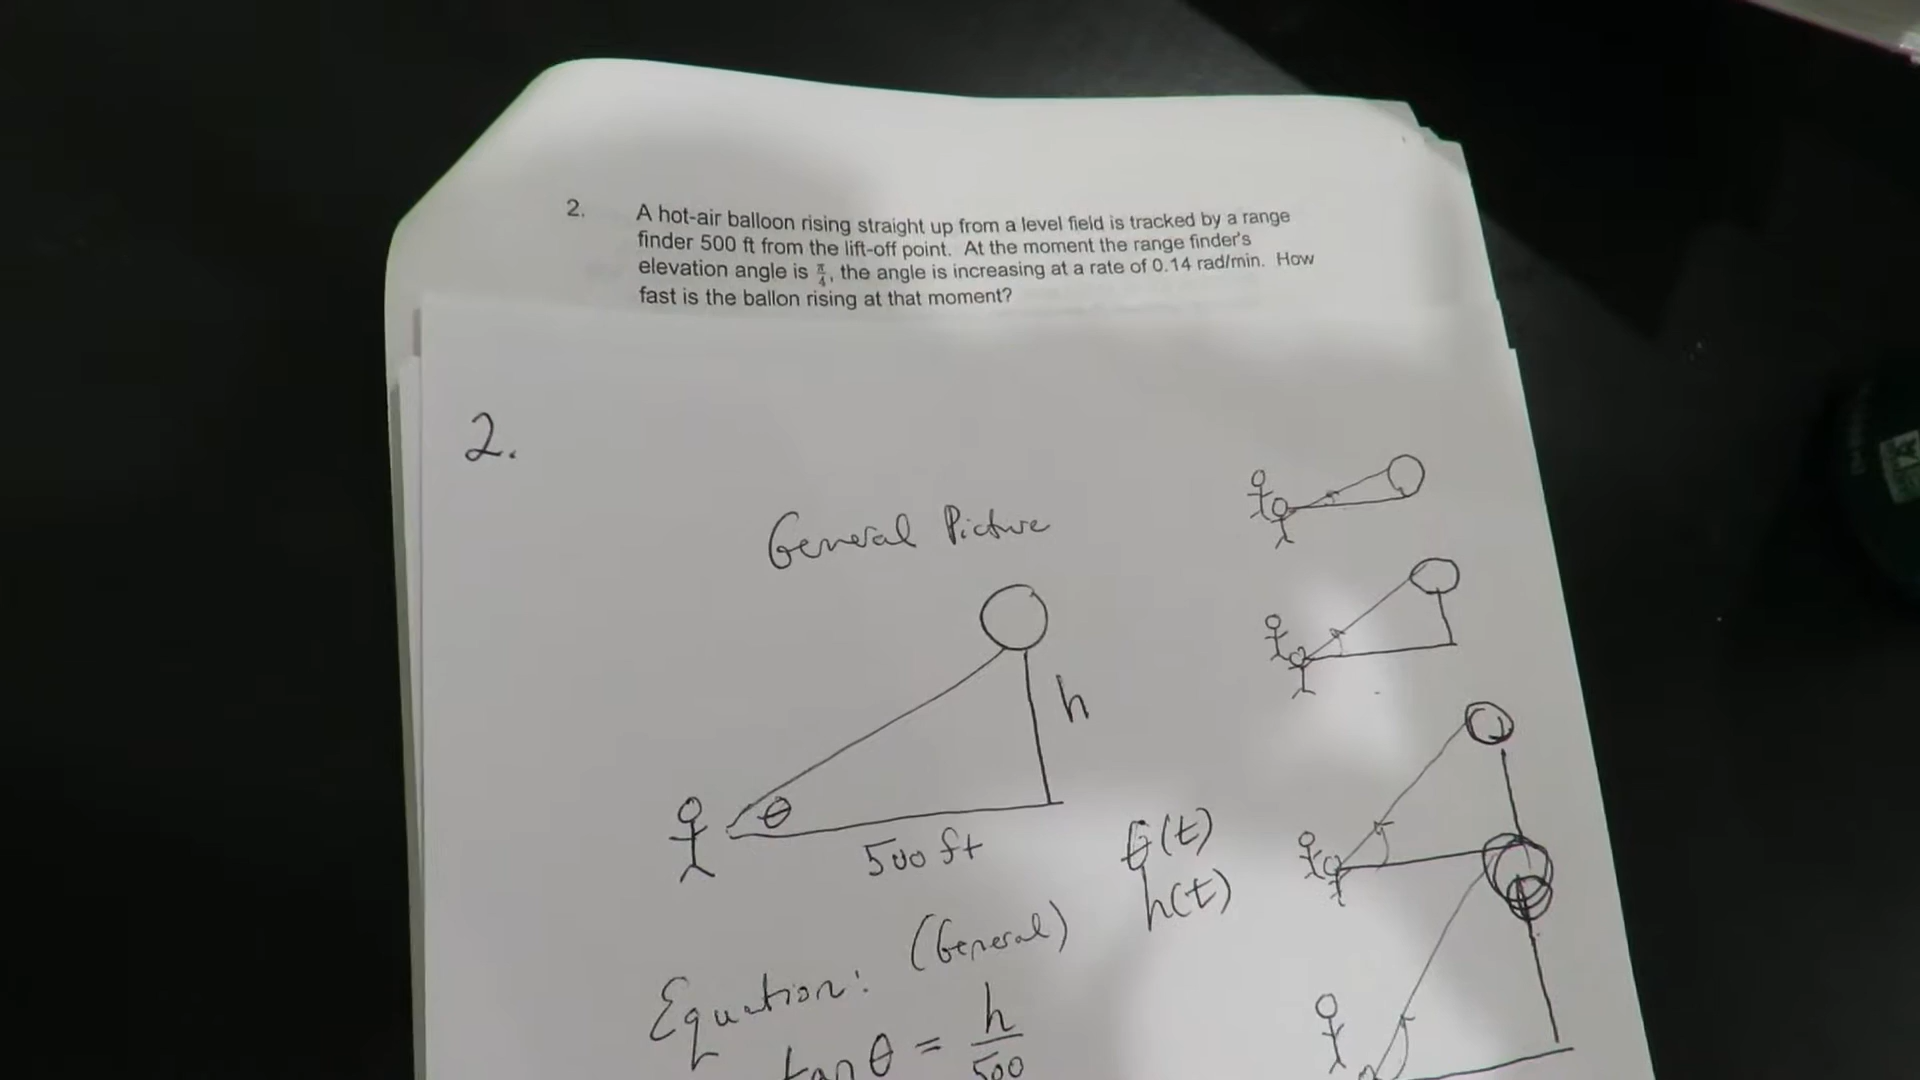 2. A hot-air balloon rising straight up from a level field is tracked by a range
finder 500 ft from the lift-off point. At the moment the range finder's
elevation angle is π/4, the angle is increasing at a rate of 0.14 rad/min. How
fast is the ballon rising at that moment?
2.
General Picture
h
θ
500 ft
θ(t)
h(t)
Equation: (General)
tan θ = h/500